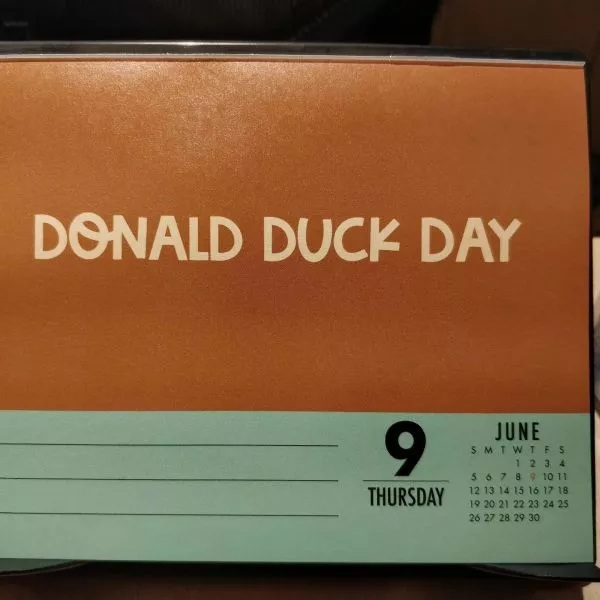 DONALD DUCK DAY
9
THURSDAY
JUNE
S M T W T F S
1 2 3 4
5 6 7 8 9 10 11
12 13 14 15 16 17 18
19 20 21 22 23 24 25
26 27 28 29 30